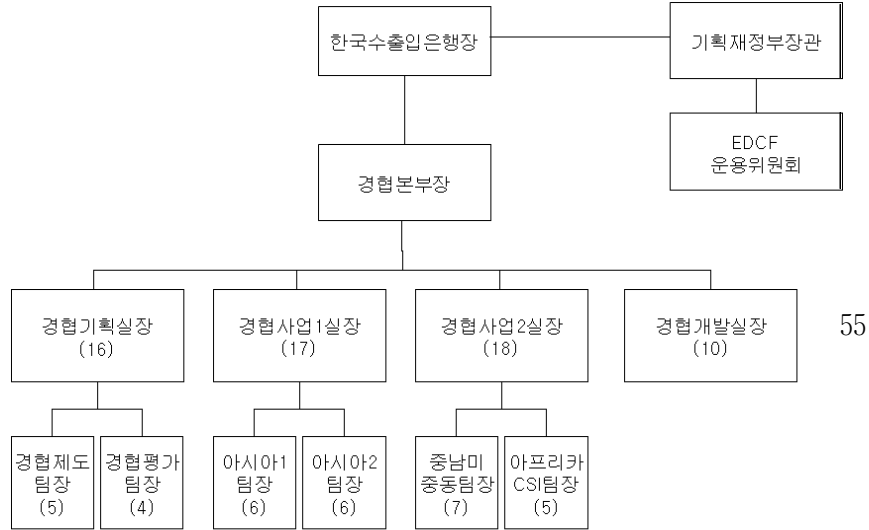 한국수출입은행장
기획재정부장관
EDCF
운용위원회
경협본부장
경협기획실장
(16)
경협사업1실장
(17)
경협사업2실장
(18)
경협개발실장
(10)
55
경협제도
팀장
(5)
경협평가
팀장
(4)
아시아1
팀장
(6)
아시아2
팀장
(6)
중남미
중동팀장
(7)
아프리카
CSI팀장
(5)